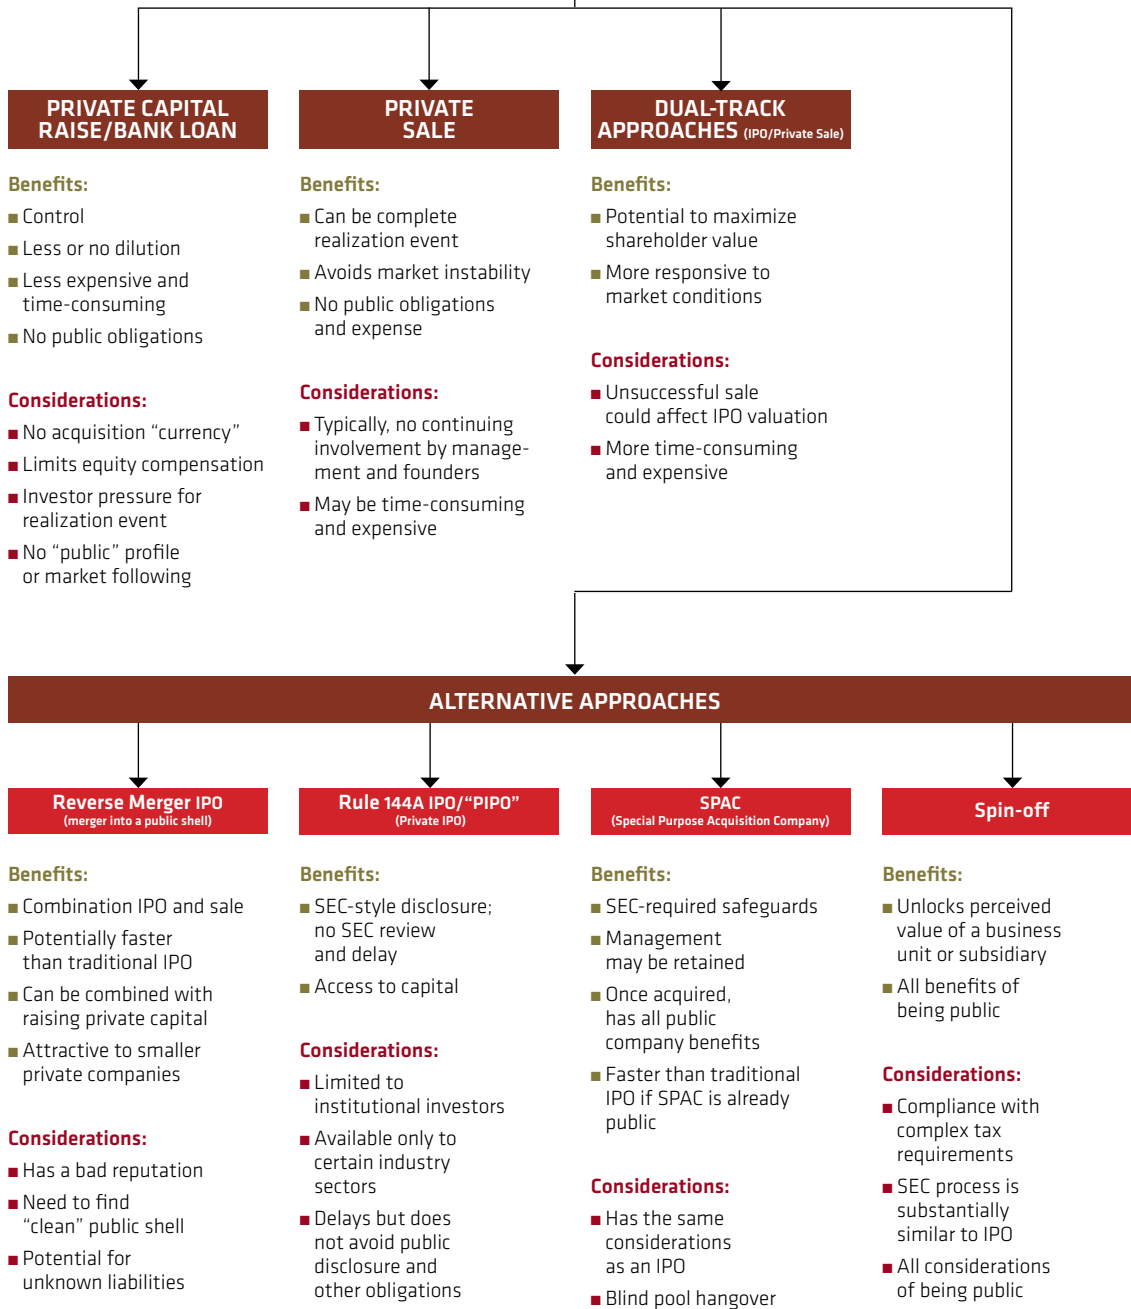 PRIVATE CAPITAL
RAISE/BANK LOAN
Benefits:
■ Control
■ Less or no dilution
■ Less expensive and
time-consuming
■ No public obligations
Considerations:
■ No acquisition “currency”
■ Limits equity compensation
■ Investor pressure for
realization event
■ No “public” profile
or market following
PRIVATE
SALE
Benefits:
■ Can be complete
realization event
■ Avoids market instability
■ No public obligations
and expense
Considerations:
■ Typically, no continuing
involvement by manage-
ment and founders
■ May be time-consuming
and expensive
DUAL-TRACK
APPROACHES (IPO/Private Sale)
Benefits:
■ Potential to maximize
shareholder value
■ More responsive to
market conditions
Considerations:
■ Unsuccessful sale
could affect IPO valuation
■ More time-consuming
and expensive
ALTERNATIVE APPROACHES
Reverse Merger IPO
(merger into a public shell)
Benefits:
■ Combination IPO and sale
■ Potentially faster
than traditional IPO
■ Can be combined with
raising private capital
■ Attractive to smaller
private companies
Considerations:
■ Has a bad reputation
■ Need to find
“clean” public shell
■ Potential for
unknown liabilities
Rule 144A IPO/“PIPO”
(Private IPO)
Benefits:
■ SEC-style disclosure;
no SEC review
and delay
■ Access to capital
Considerations:
■ Limited to
institutional investors
■ Available only to
certain industry
sectors
■ Delays but does
not avoid public
disclosure and
other obligations
SPAC
(Special Purpose Acquisition Company)
Benefits:
■ SEC-required safeguards
■ Management
may be retained
■ Once acquired,
has all public
company benefits
■ Faster than traditional
IPO if SPAC is already
public
Considerations:
■ Has the same
considerations
as an IPO
■ Blind pool hangover
Spin-off
Benefits:
■ Unlocks perceived
value of a business
unit or subsidiary
■ All benefits of
being public
Considerations:
■ Compliance with
complex tax
requirements
■ SEC process is
substantially
similar to IPO
■ All considerations
of being public